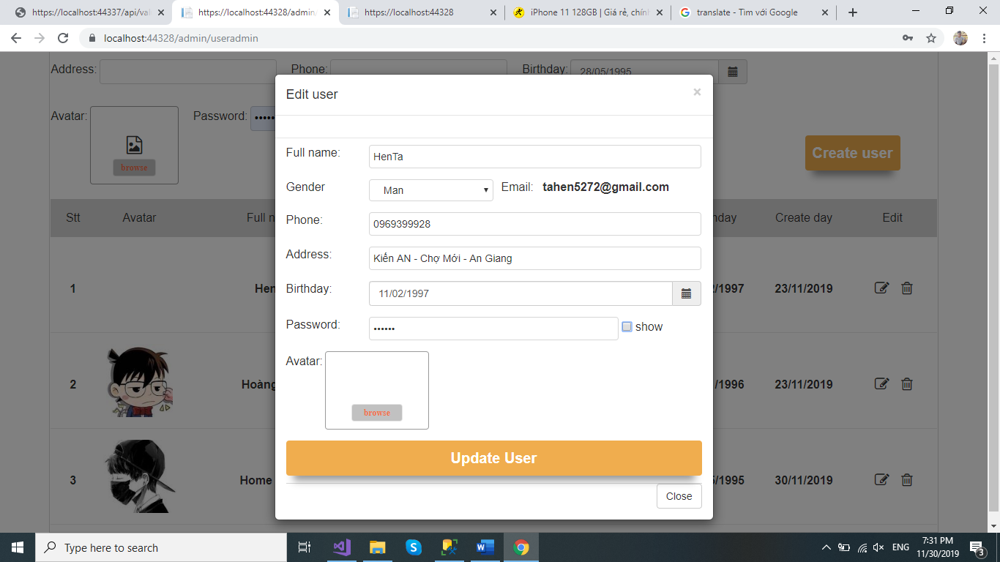 https://localhost:44337/api/val
https://localhost:44328/admin
https://localhost:44328
iPhone 11 128GB | Giá rẻ, chín
translate - Tìm với Google
localhost:44328/admin/useradmin
Address: Phone: Birthday: 28/05/1995
Avatar: Password: •••••
browse
Create user
Stt Avatar Full n day Create day Edit
1 Hen /1997 23/11/2019
2 Hoàng /1996 23/11/2019
3 Home /1995 30/11/2019
Edit user ×
Full name: HenTa
Gender Man Email: tahen5272@gmail.com
Phone: 0969399928
Address: Kiến AN - Chợ Mới - An Giang
Birthday: 11/02/1997
Password: •••••• show
Avatar:
browse
Update User
Close
Type here to search
ENG
7:31 PM
11/30/2019
3